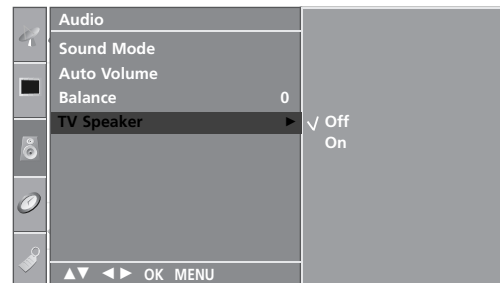 Audio
Sound Mode
Auto Volume
Balance 0
TV Speaker ► √ Off
On
▲▼ ◄► OK MENU